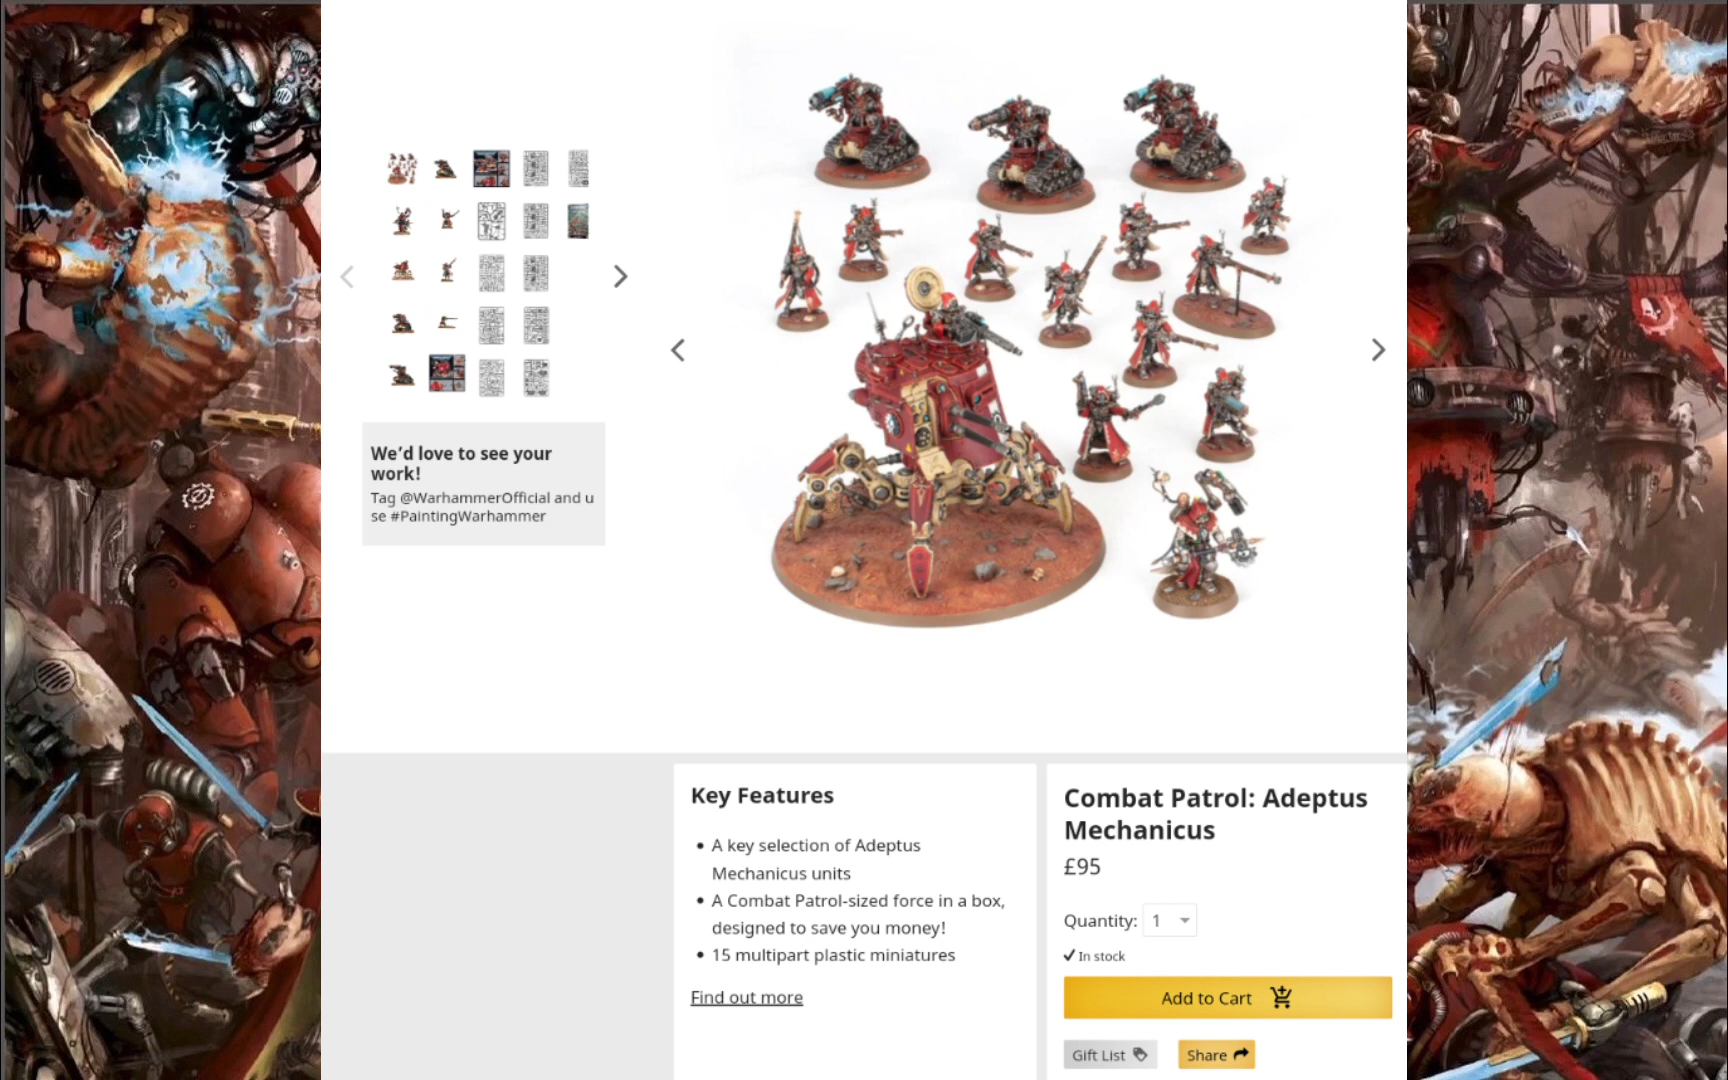 We’d love to see your
work!
Tag @WarhammerOfficial and u
se #PaintingWarhammer
Key Features
• A key selection of Adeptus
Mechanicus units
• A Combat Patrol-sized force in a box,
designed to save you money!
• 15 multipart plastic miniatures
Find out more
Combat Patrol: Adeptus
Mechanicus
£95
Quantity: 1
In stock
Add to Cart
Gift List
Share